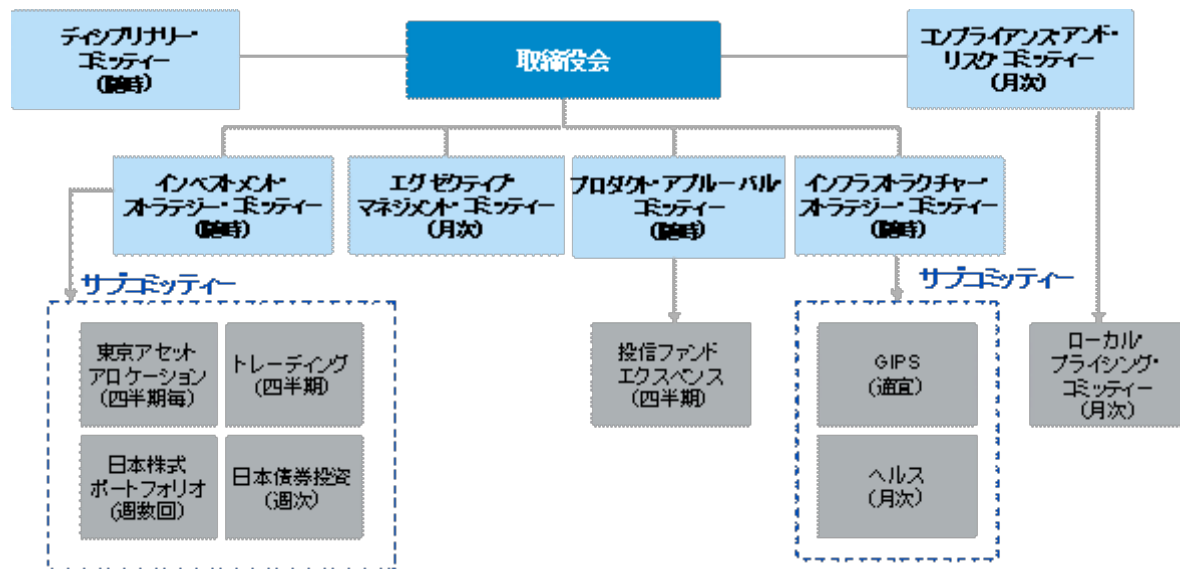 ディシプリナリー・
コミッティー
(随時)
取締役会
コンプライアンス・アンド・
リスク・コミッティー
(月次)
インベストメント・
ストラテジー・コミッティー
(随時)
エグゼクティブ・
マネジメント・コミッティー
(月次)
プロダクト・アプルーバル・
コミッティー
(随時)
インフラストラクチャー・
ストラテジー・コミッティー
(随時)
サブコミッティー
サブコミッティー
東京アセット
アロケーション
(四半期毎)
トレーディング
(四半期)
投信ファンド
エクスペンス
(四半期)
GIPS
(適宜)
ローカル・
プライシング・
コミッティー
(月次)
日本株式
ポートフォリオ
(週数回)
日本債券投資
(週次)
ヘルス
(月次)